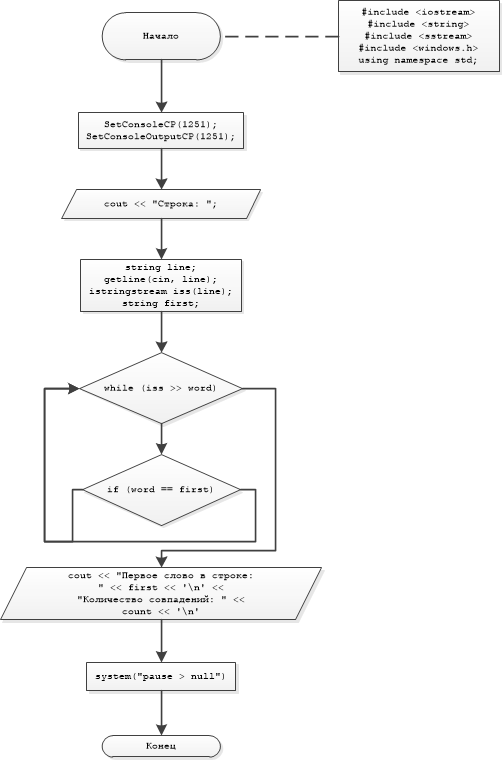 Начало
#include <iostream>
#include <string>
#include <sstream>
#include <windows.h>
using namespace std;
SetConsoleCP(1251);
SetConsoleOutputCP(1251);
cout << "Строка: ";
string line;
getline(cin, line);
istringstream iss(line);
string first;
while (iss >> word)
if (word == first)
cout << "Первое слово в строке:
" << first << '\n' <<
"Количество совпадений: " <<
count << '\n'
system("pause > null")
Конец